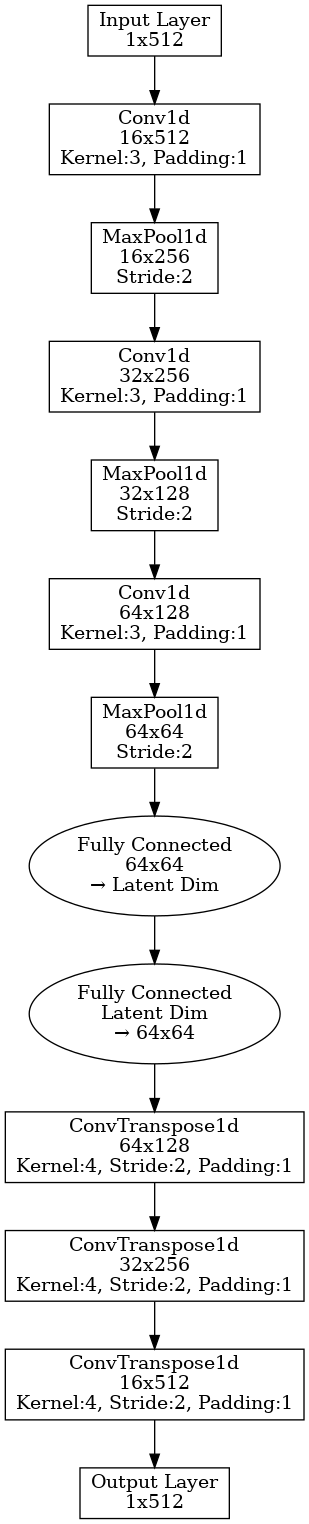 Input Layer
1x512
Conv1d
16x512
Kernel:3, Padding:1
MaxPool1d
16x256
Stride:2
Conv1d
32x256
Kernel:3, Padding:1
MaxPool1d
32x128
Stride:2
Conv1d
64x128
Kernel:3, Padding:1
MaxPool1d
64x64
Stride:2
Fully Connected
64x64
→ Latent Dim
Fully Connected
Latent Dim
→ 64x64
ConvTranspose1d
64x128
Kernel:4, Stride:2, Padding:1
ConvTranspose1d
32x256
Kernel:4, Stride:2, Padding:1
ConvTranspose1d
16x512
Kernel:4, Stride:2, Padding:1
Output Layer
1x512